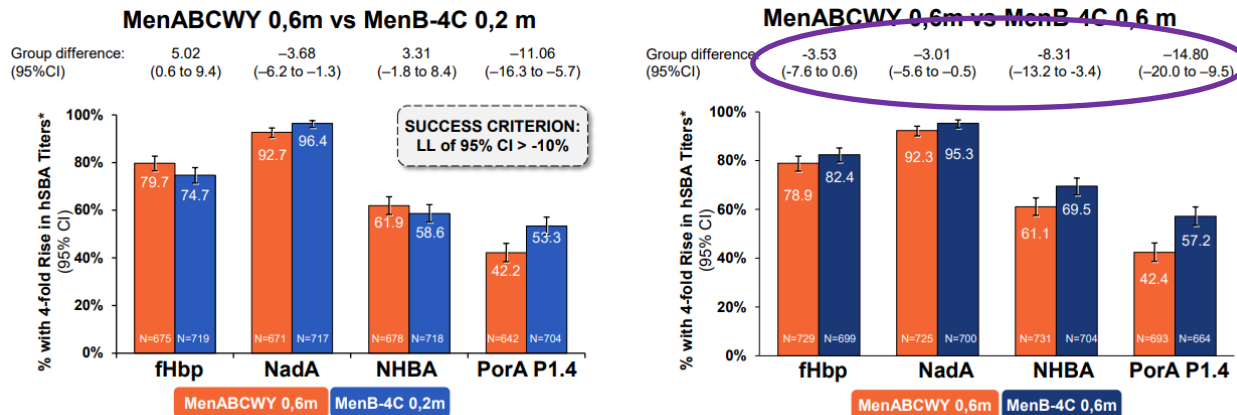 MenABCWY 0,6m vs MenB-4C 0,2 m
Group difference: 5.02 –3.68 3.31 –11.06
(95%CI) (0.6 to 9.4) (–6.2 to –1.3) (–1.8 to 8.4) (–16.3 to –5.7)
% with 4-fold Rise in hSBA Titers*
(95% CI)
100%
80%
60%
40%
20%
0%
SUCCESS CRITERION:
LL of 95% CI > -10%
79.7 74.7 92.7 96.4 61.9 58.6 42.2 53.3
N=675 N=719 N=671 N=717 N=678 N=718 N=642 N=704
fHbp NadA NHBA PorA P1.4
MenABCWY 0,6m MenB-4C 0,2m
MenABCWY 0,6m vs MenB-4C 0,6 m
Group difference: -3.53 –3.01 -8.31 –14.80
(95%CI) (-7.6 to 0.6) (–5.6 to –0.5) (-13.2 to -3.4) (–20.0 to –9.5)
% with 4-fold Rise in hSBA Titers*
(95% CI)
100%
80%
60%
40%
20%
0%
78.9 82.4 92.3 95.3 61.1 69.5 42.4 57.2
N=729 N=699 N=725 N=700 N=731 N=704 N=693 N=664
fHbp NadA NHBA PorA P1.4
MenABCWY 0,6m MenB-4C 0,6m